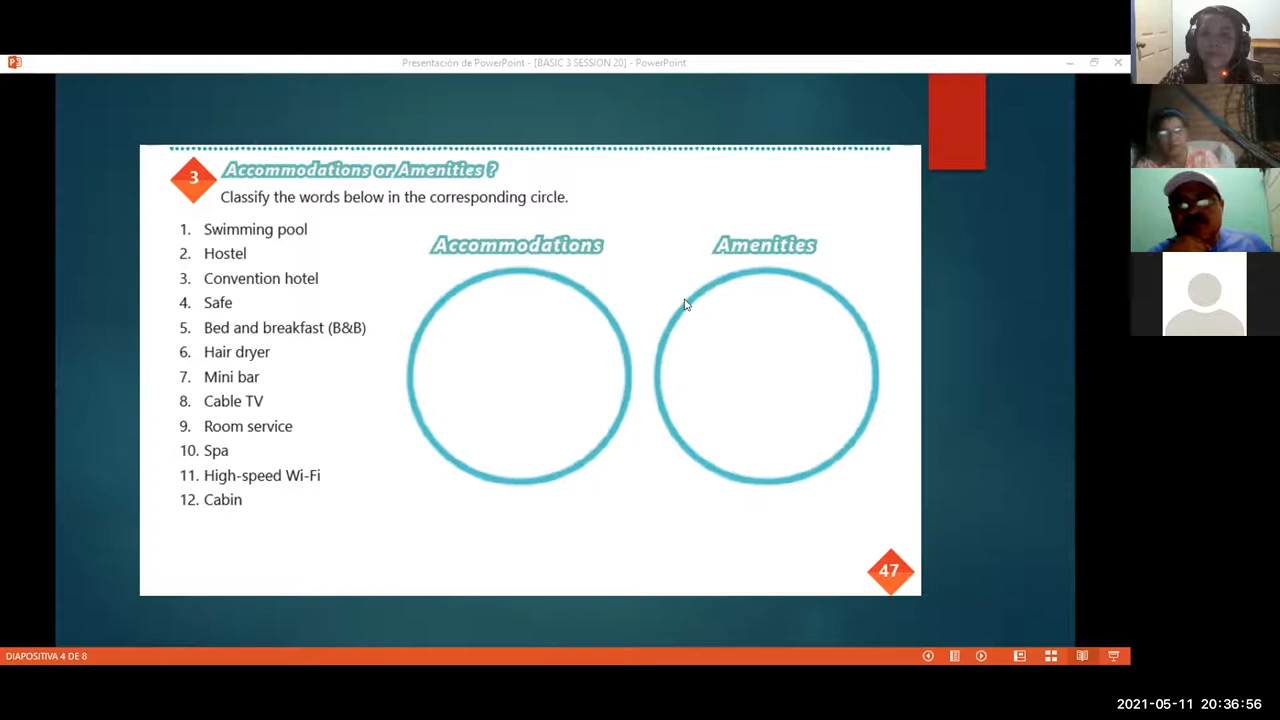 Presentación de PowerPoint - [BASIC 3 SESSION 20] - PowerPoint
3
Accommodations or Amenities ?
Classify the words below in the corresponding circle.
1. Swimming pool
2. Hostel
3. Convention hotel
4. Safe
5. Bed and breakfast (B&B)
6. Hair dryer
7. Mini bar
8. Cable TV
9. Room service
10. Spa
11. High-speed Wi-Fi
12. Cabin
Accommodations
Amenities
47
DIAPOSITIVA 4 DE 8
2021-05-11 20:36:56